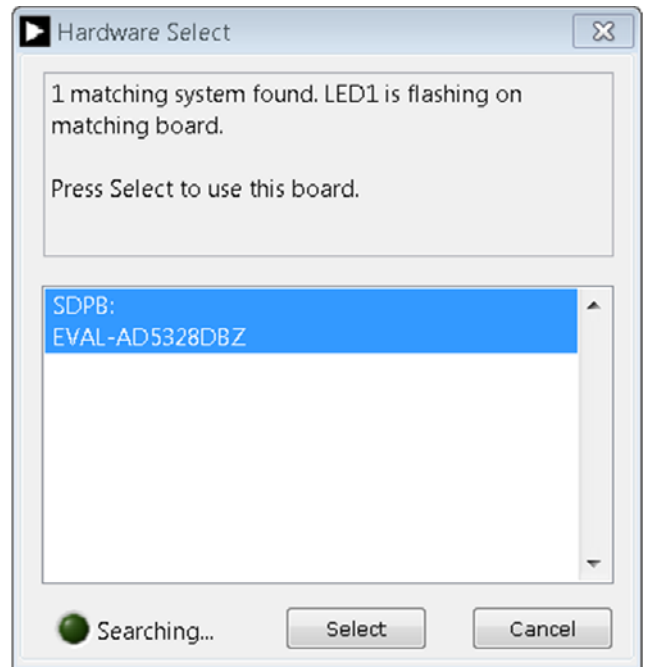 Hardware Select
1 matching system found. LED1 is flashing on
matching board.
Press Select to use this board.
SDPB:
EVAL-AD5328DBZ
Searching...
Select
Cancel